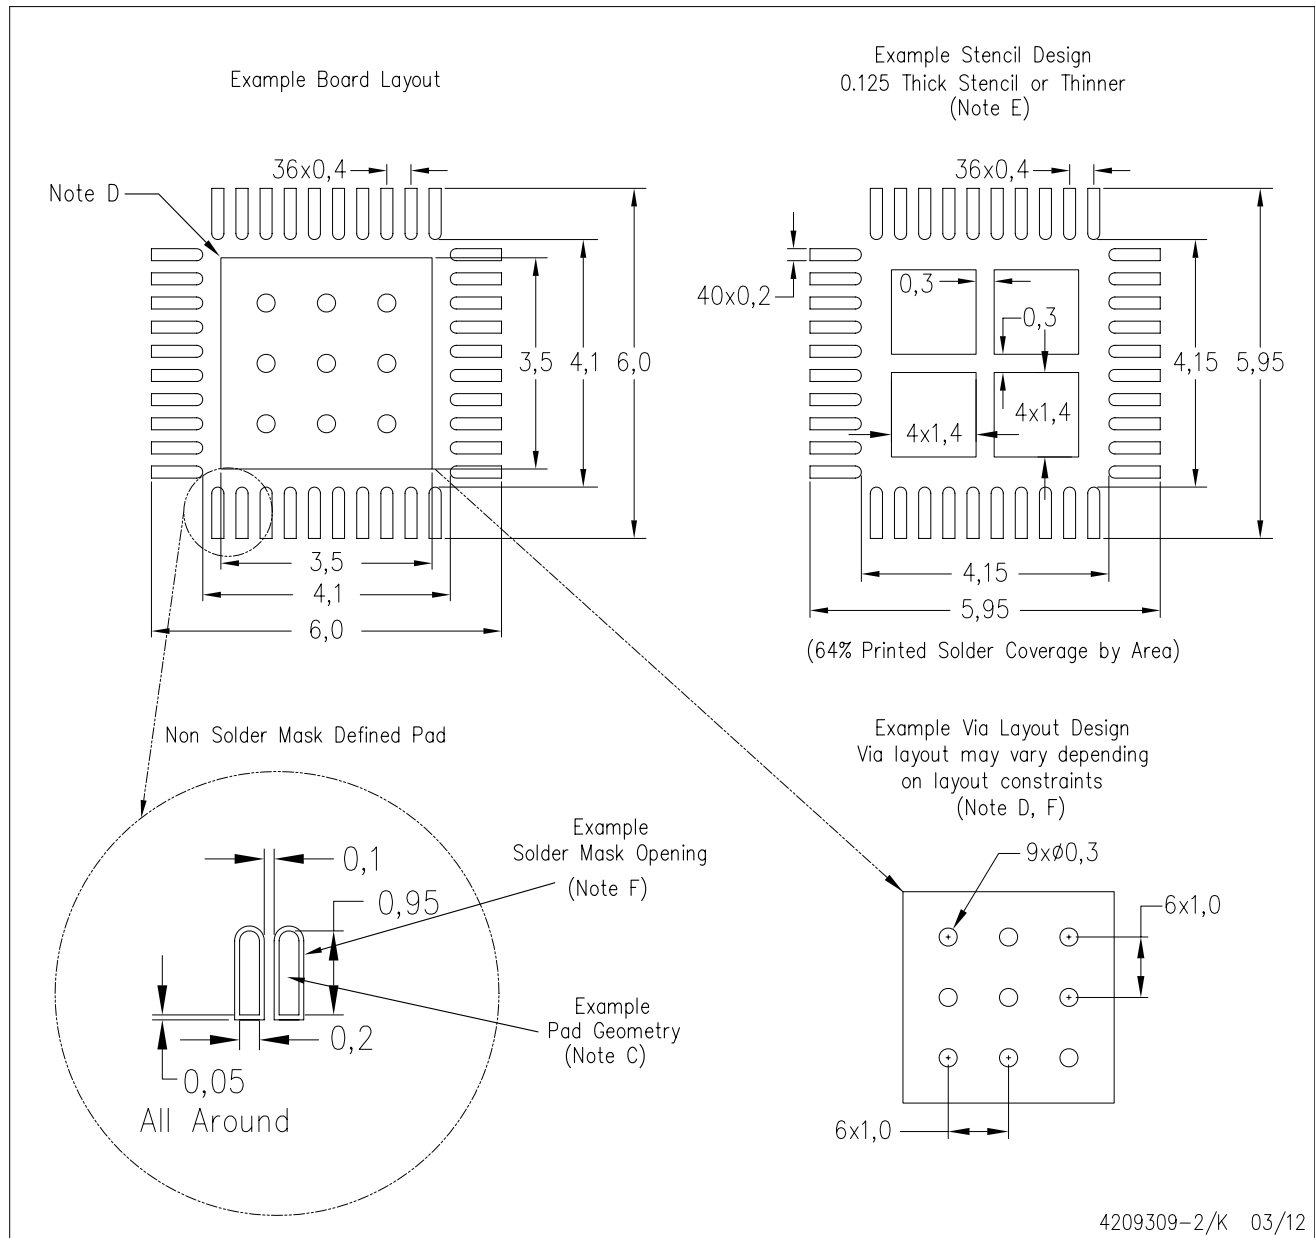 Example Board Layout
Example Stencil Design
0.125 Thick Stencil or Thinner
(Note E)
36x0,4
Note D
3,5
4,1
6,0
3,5
4,1
6,0
36x0,4
40x0,2
0,3
0,3
4x1,4
4x1,4
4,15
5,95
4,15
5,95
(64% Printed Solder Coverage by Area)
Non Solder Mask Defined Pad
0,1
0,95
0,2
0,05
All Around
Example
Solder Mask Opening
(Note F)
Example
Pad Geometry
(Note C)
Example Via Layout Design
Via layout may vary depending
on layout constraints
(Note D, F)
9xø0,3
6x1,0
6x1,0
4209309-2/K 03/12